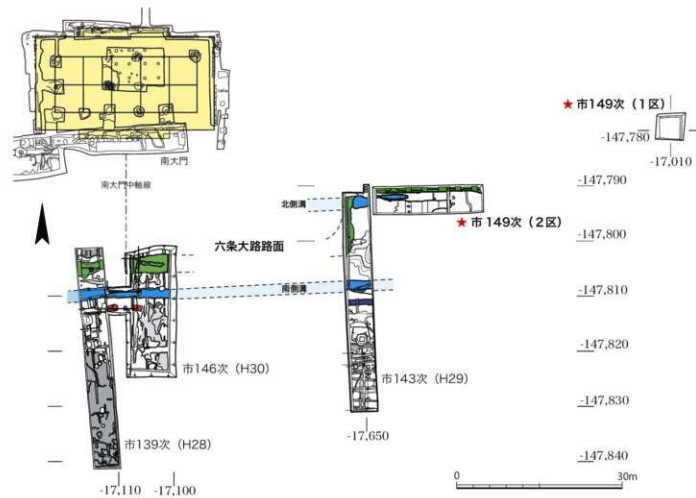 ★市149次（1区）
-147,780
-17,010
南大門
南大門中軸線
-147,790
北側溝
★市149次（2区）
六条大路路面
-147,800
南側溝
-147,810
市146次（H30）
市143次（H29）
-147,820
-147,830
市139次（H28）
-17,650
-147,840
-17,110
-17,100
0
30m